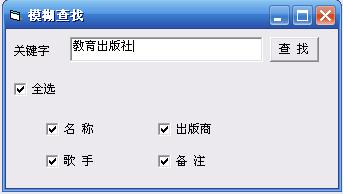 模糊查找
关键字 教育出版社 查 找
全选
名 称 出版商
歌 手 备 注